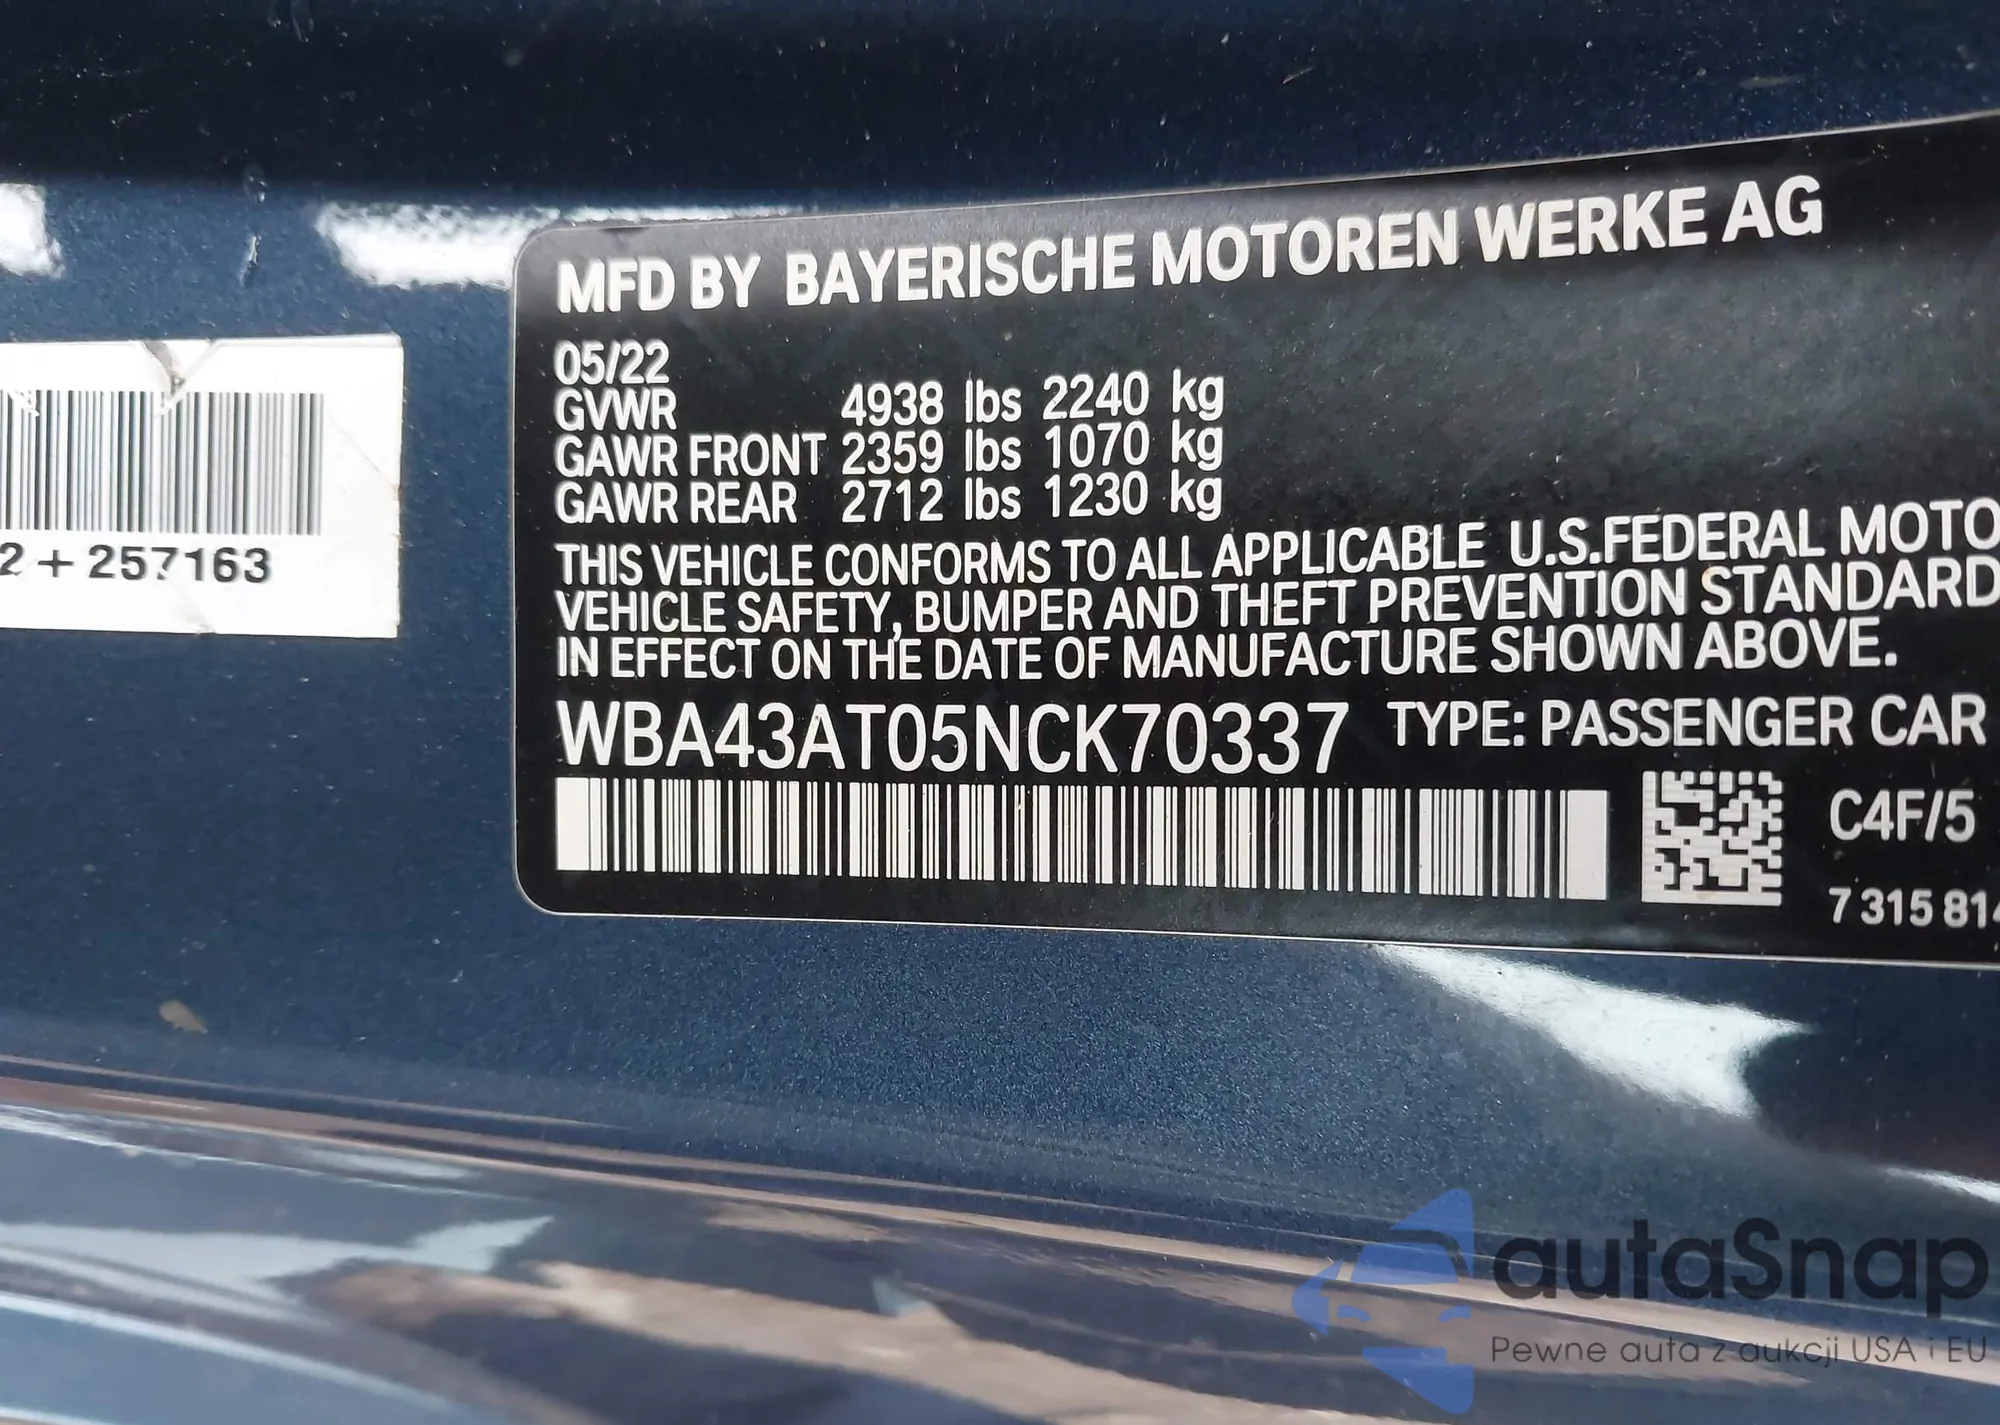 MFD BY BAYERISCHE MOTOREN WERKE AG
05/22
GVWR 4938 lbs 2240 kg
GAWR FRONT 2359 lbs 1070 kg
GAWR REAR 2712 lbs 1230 kg
THIS VEHICLE CONFORMS TO ALL APPLICABLE U.S.FEDERAL MOTO
VEHICLE SAFETY, BUMPER AND THEFT PREVENTION STANDARD
IN EFFECT ON THE DATE OF MANUFACTURE SHOWN ABOVE.
WBA43AT05NCK70337 TYPE: PASSENGER CAR
C4F/5
7 315 814
2+257163
autaSnap
Pewne auta z aukcji USA i EU